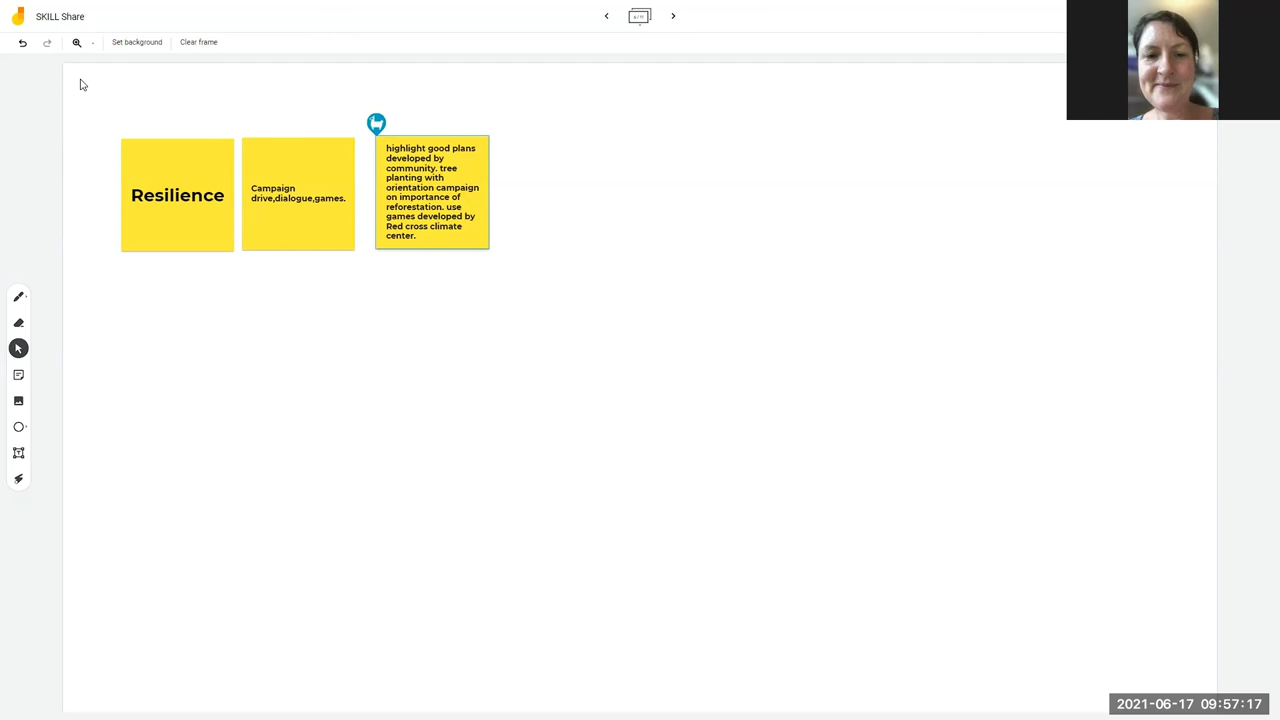 SKILL Share
6 / 11
Set background
Clear frame
Resilience
Campaign
drive,dialogue,games.
highlight good plans
developed by
community. tree
planting with
orientation campaign
on importance of
reforestation. use
games developed by
Red cross climate
center.
2021-06-17 09:57:17